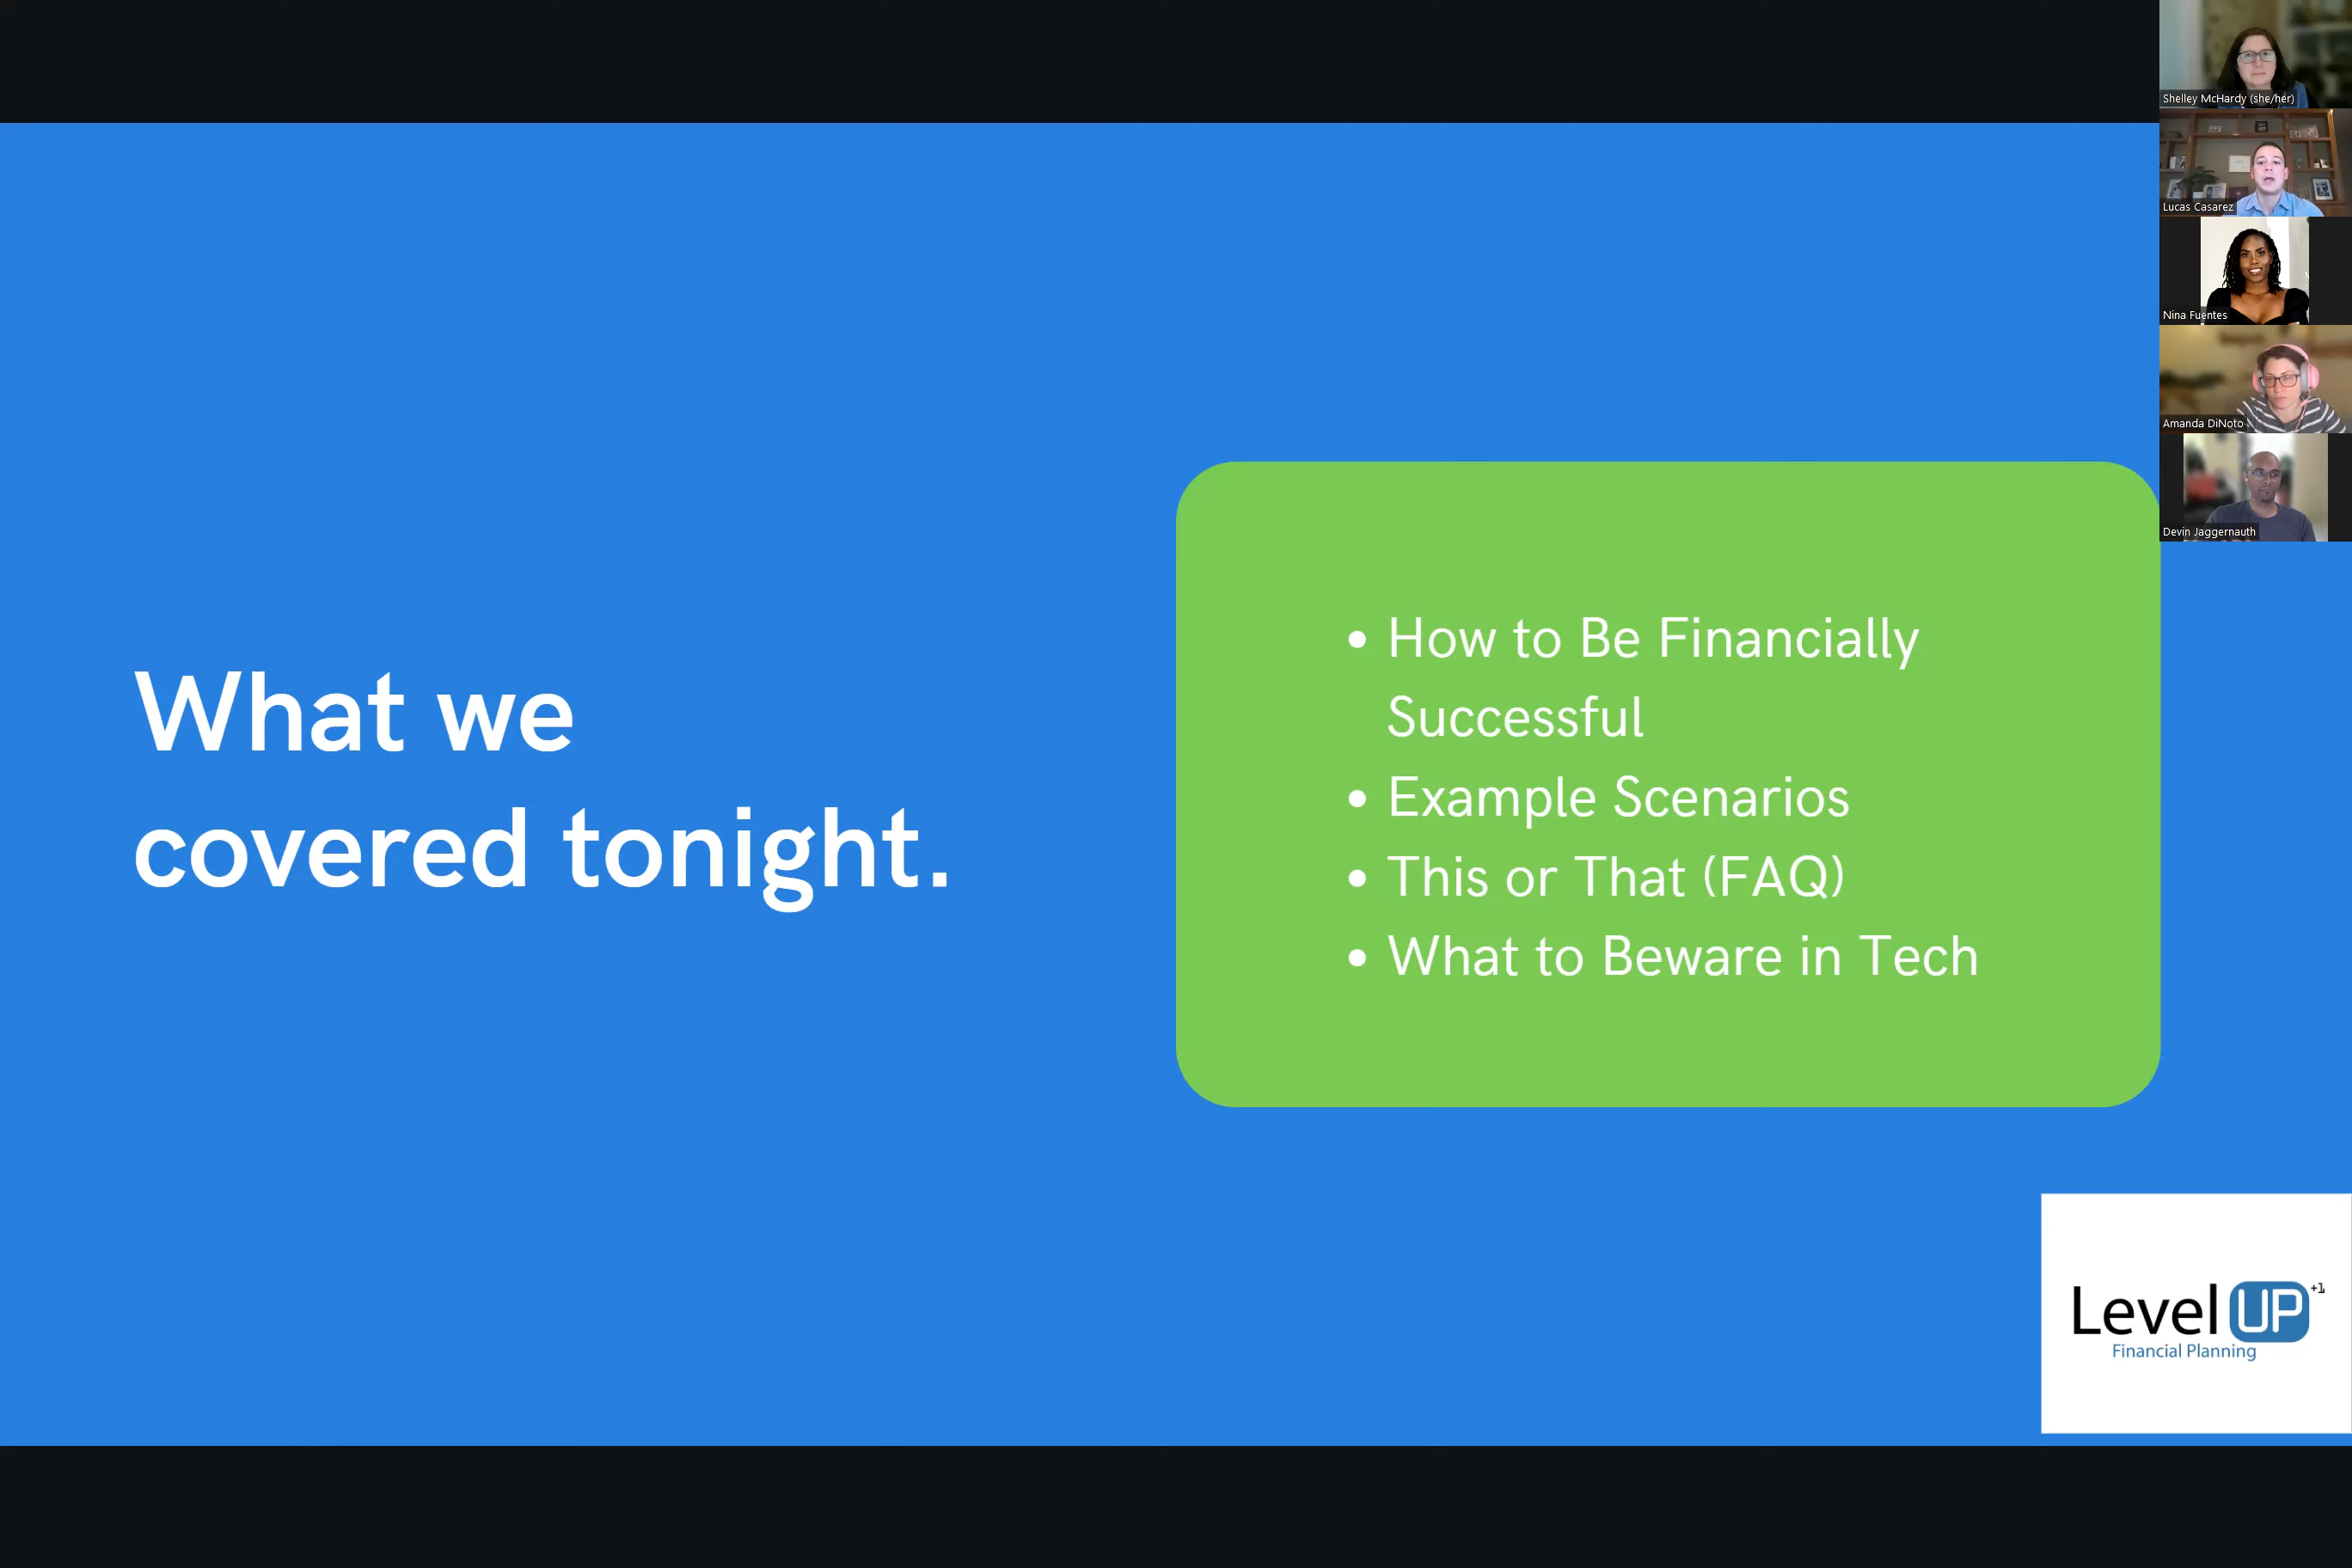 Shelley McHardy (she/her)
Lucas Casarez
Nina Fuentes
Amanda DiNoto
Devin Jaggernauth
What we
covered tonight.
• How to Be Financially
Successful
• Example Scenarios
• This or That (FAQ)
• What to Beware in Tech
Level UP +1
Financial Planning